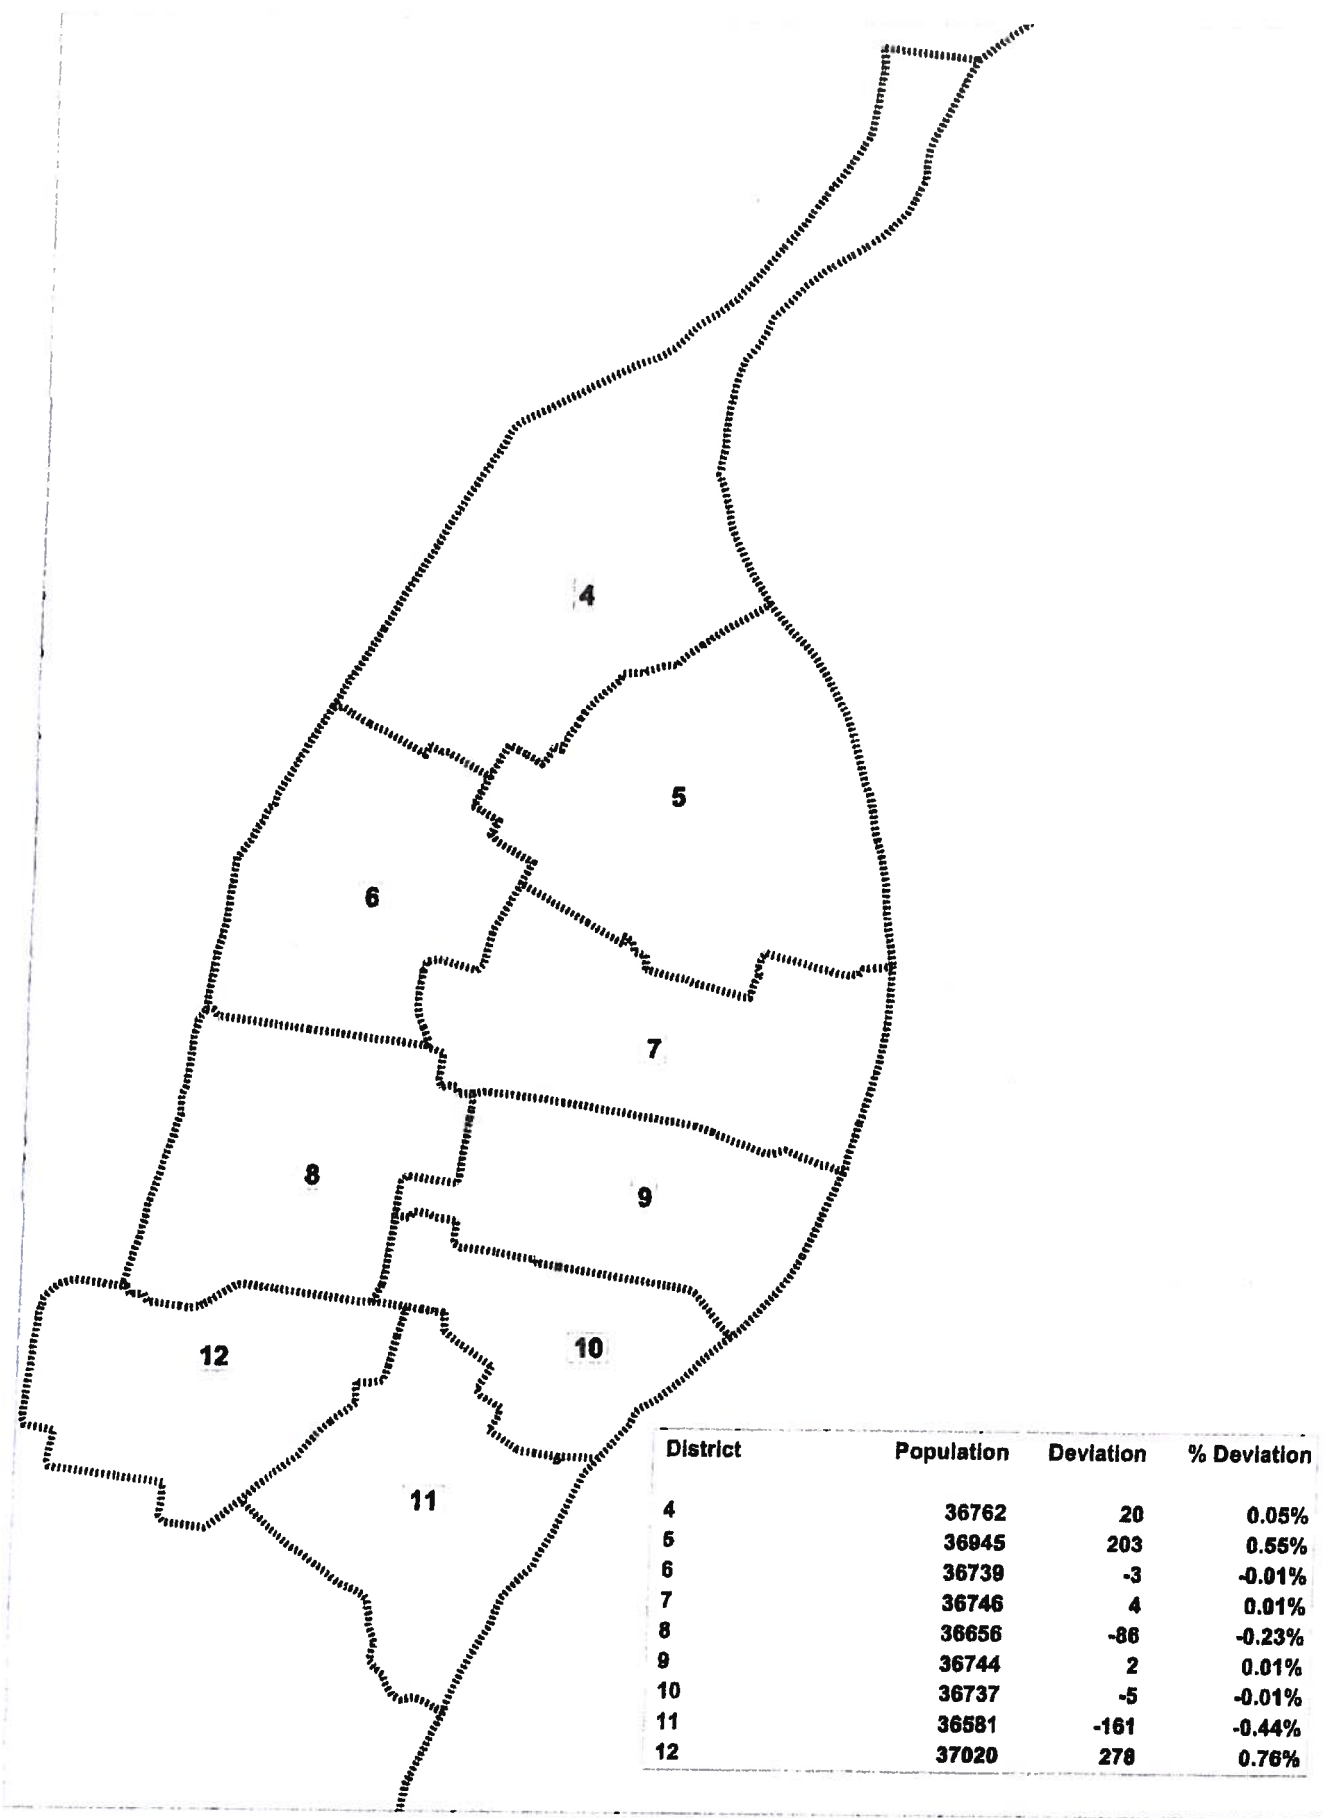 4
5
6
7
8
9
10
12
11
District Population Deviation % Deviation
4 36762 20 0.05%
5 36945 203 0.55%
6 36739 -3 -0.01%
7 36746 4 0.01%
8 36656 -86 -0.23%
9 36744 2 0.01%
10 36737 -5 -0.01%
11 36581 -161 -0.44%
12 37020 278 0.76%